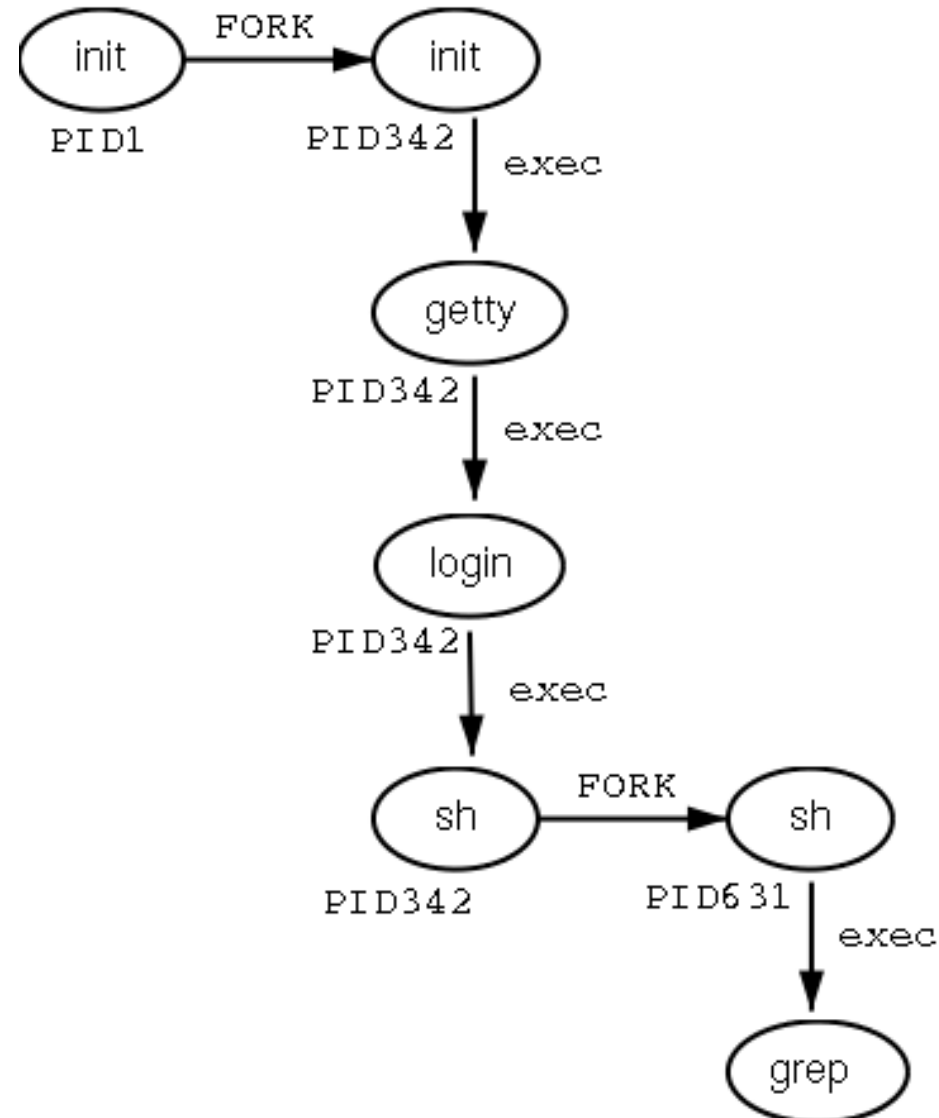 FORK
init
init
PID1
PID342
exec
getty
PID342
exec
login
PID342
exec
FORK
sh
sh
PID342
PID631
exec
grep